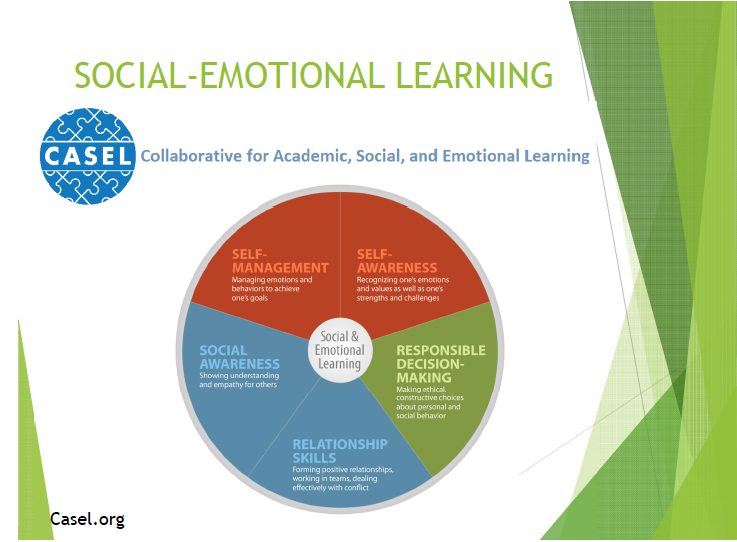 SOCIAL-EMOTIONAL LEARNING
CASEL
Collaborative for Academic, Social, and Emotional Learning
SELF-
MANAGEMENT
Managing emotions and
behaviors to achieve
one's goals
SELF-
AWARENESS
Recognizing one's emotions
and values as well as one's
strengths and challenges
SOCIAL
AWARENESS
Showing understanding
and empathy for others
Social &
Emotional
Learning
RESPONSIBLE
DECISION-
MAKING
Making ethical,
constructive choices
about personal and
social behavior
RELATIONSHIP
SKILLS
Forming positive relationships,
working in teams, dealing
effectively with conflict
Casel.org